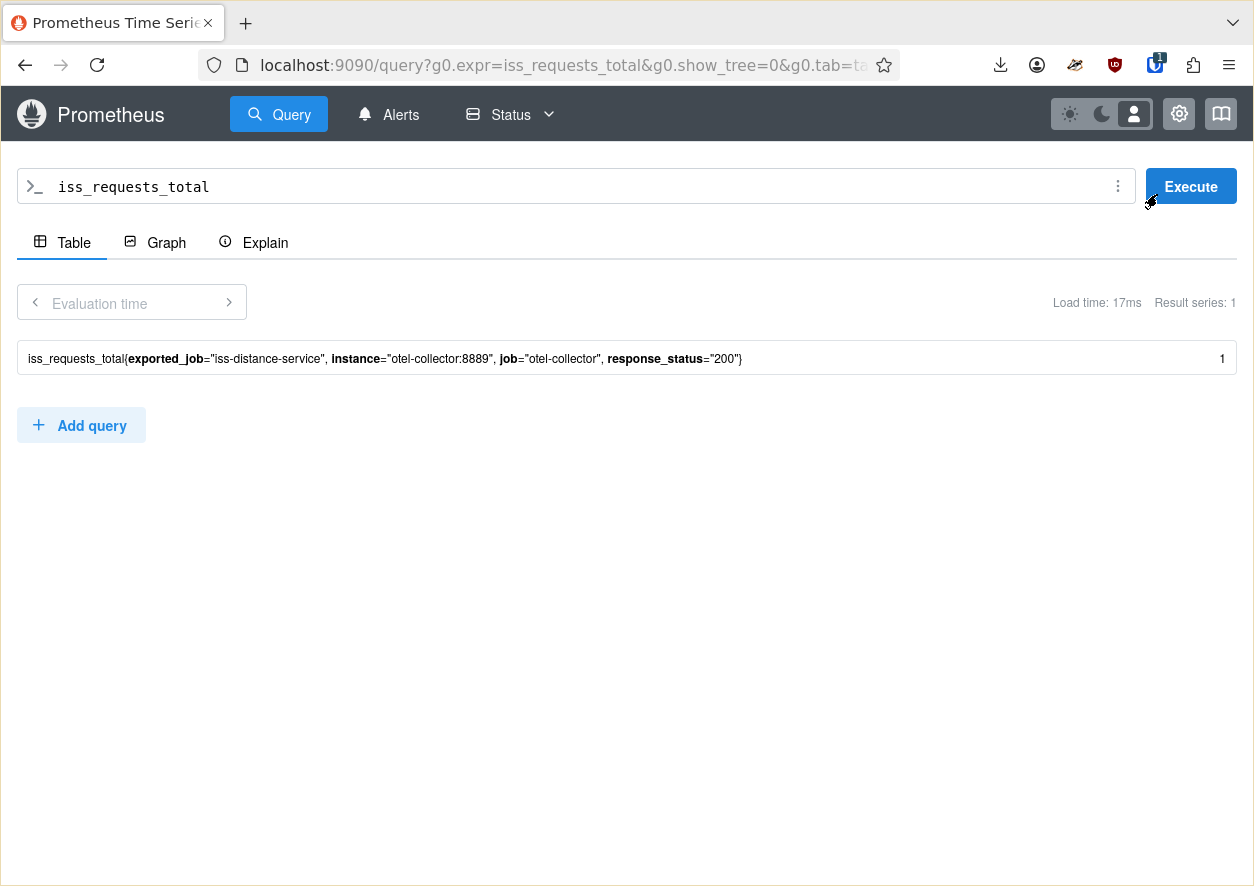 Prometheus Time Serie
localhost:9090/query?g0.expr=iss_requests_total&g0.show_tree=0&g0.tab=ta
1
Prometheus
Query
Alerts
Status
>_ iss_requests_total
Execute
Table
Graph
Explain
Evaluation time
Load time: 17ms Result series: 1
iss_requests_total{exported_job="iss-distance-service", instance="otel-collector:8889", job="otel-collector", response_status="200"} 1
+ Add query